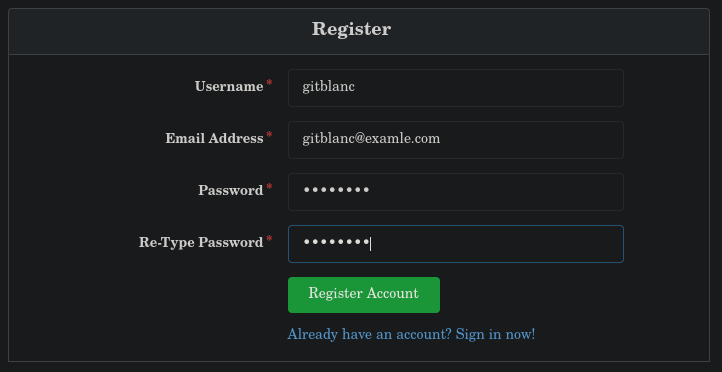 Register
Username *
gitblanc
Email Address *
gitblanc@examle.com
Password *
••••••••
Re-Type Password *
••••••••
Register Account
Already have an account? Sign in now!